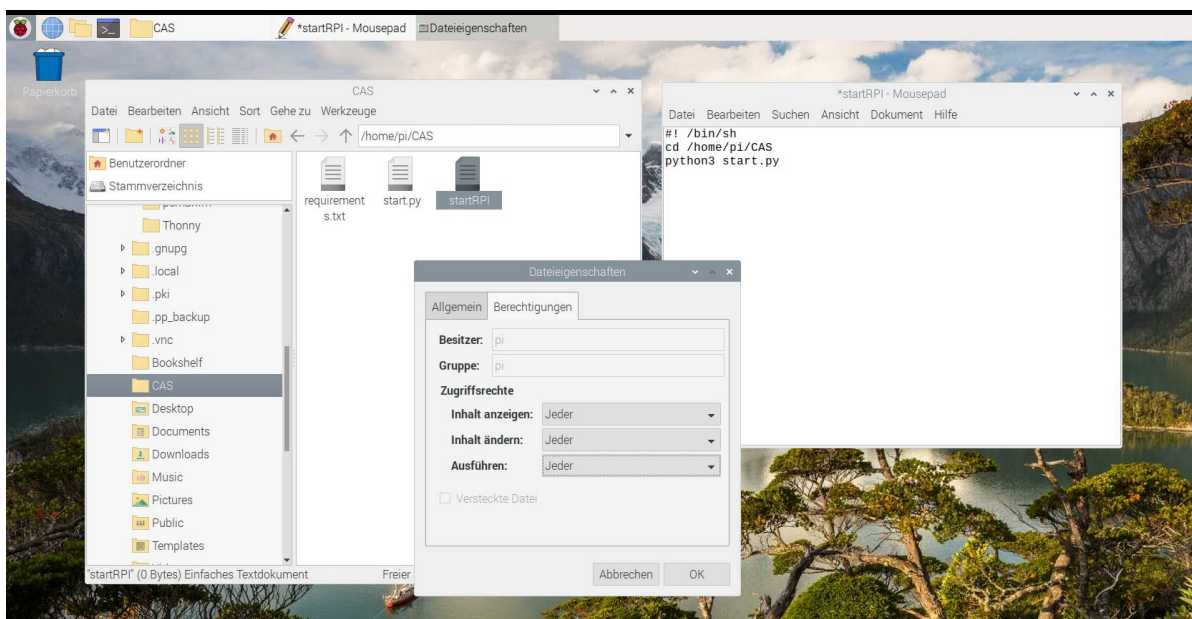 CAS
*startRPI - Mousepad
Dateieigenschaften
Papierkorb
CAS
Datei Bearbeiten Ansicht Sort Gehe zu Werkzeuge
/home/pi/CAS
Benutzerordner
Stammverzeichnis
Thonny
.gnupg
.local
.pki
.pp_backup
.vnc
Bookshelf
CAS
Desktop
Documents
Downloads
Music
Pictures
Public
Templates
requirement
s.txt
start.py
startRPI
"startRPI" (0 Bytes) Einfaches Textdokument
Freier
*startRPI - Mousepad
Datei Bearbeiten Suchen Ansicht Dokument Hilfe
#! /bin/sh
cd /home/pi/CAS
python3 start.py
Dateieigenschaften
Allgemein Berechtigungen
Besitzer: pi
Gruppe: pi
Zugriffsrechte
Inhalt anzeigen: Jeder
Inhalt ändern: Jeder
Ausführen: Jeder
Versteckte Datei
Abbrechen OK